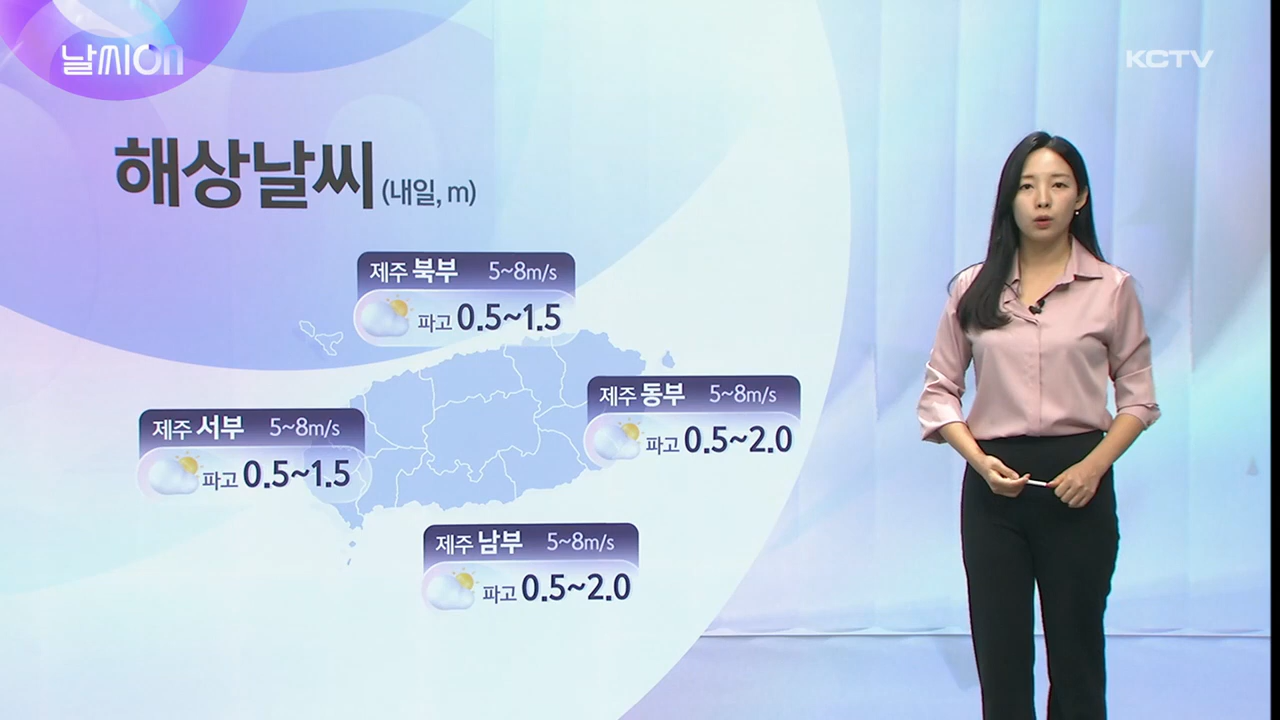 날씨on
KCTV
해상날씨 (내일, m)
제주 북부 5~8m/s
파고 0.5~1.5
제주 동부 5~8m/s
파고 0.5~2.0
제주 서부 5~8m/s
파고 0.5~1.5
제주 남부 5~8m/s
파고 0.5~2.0